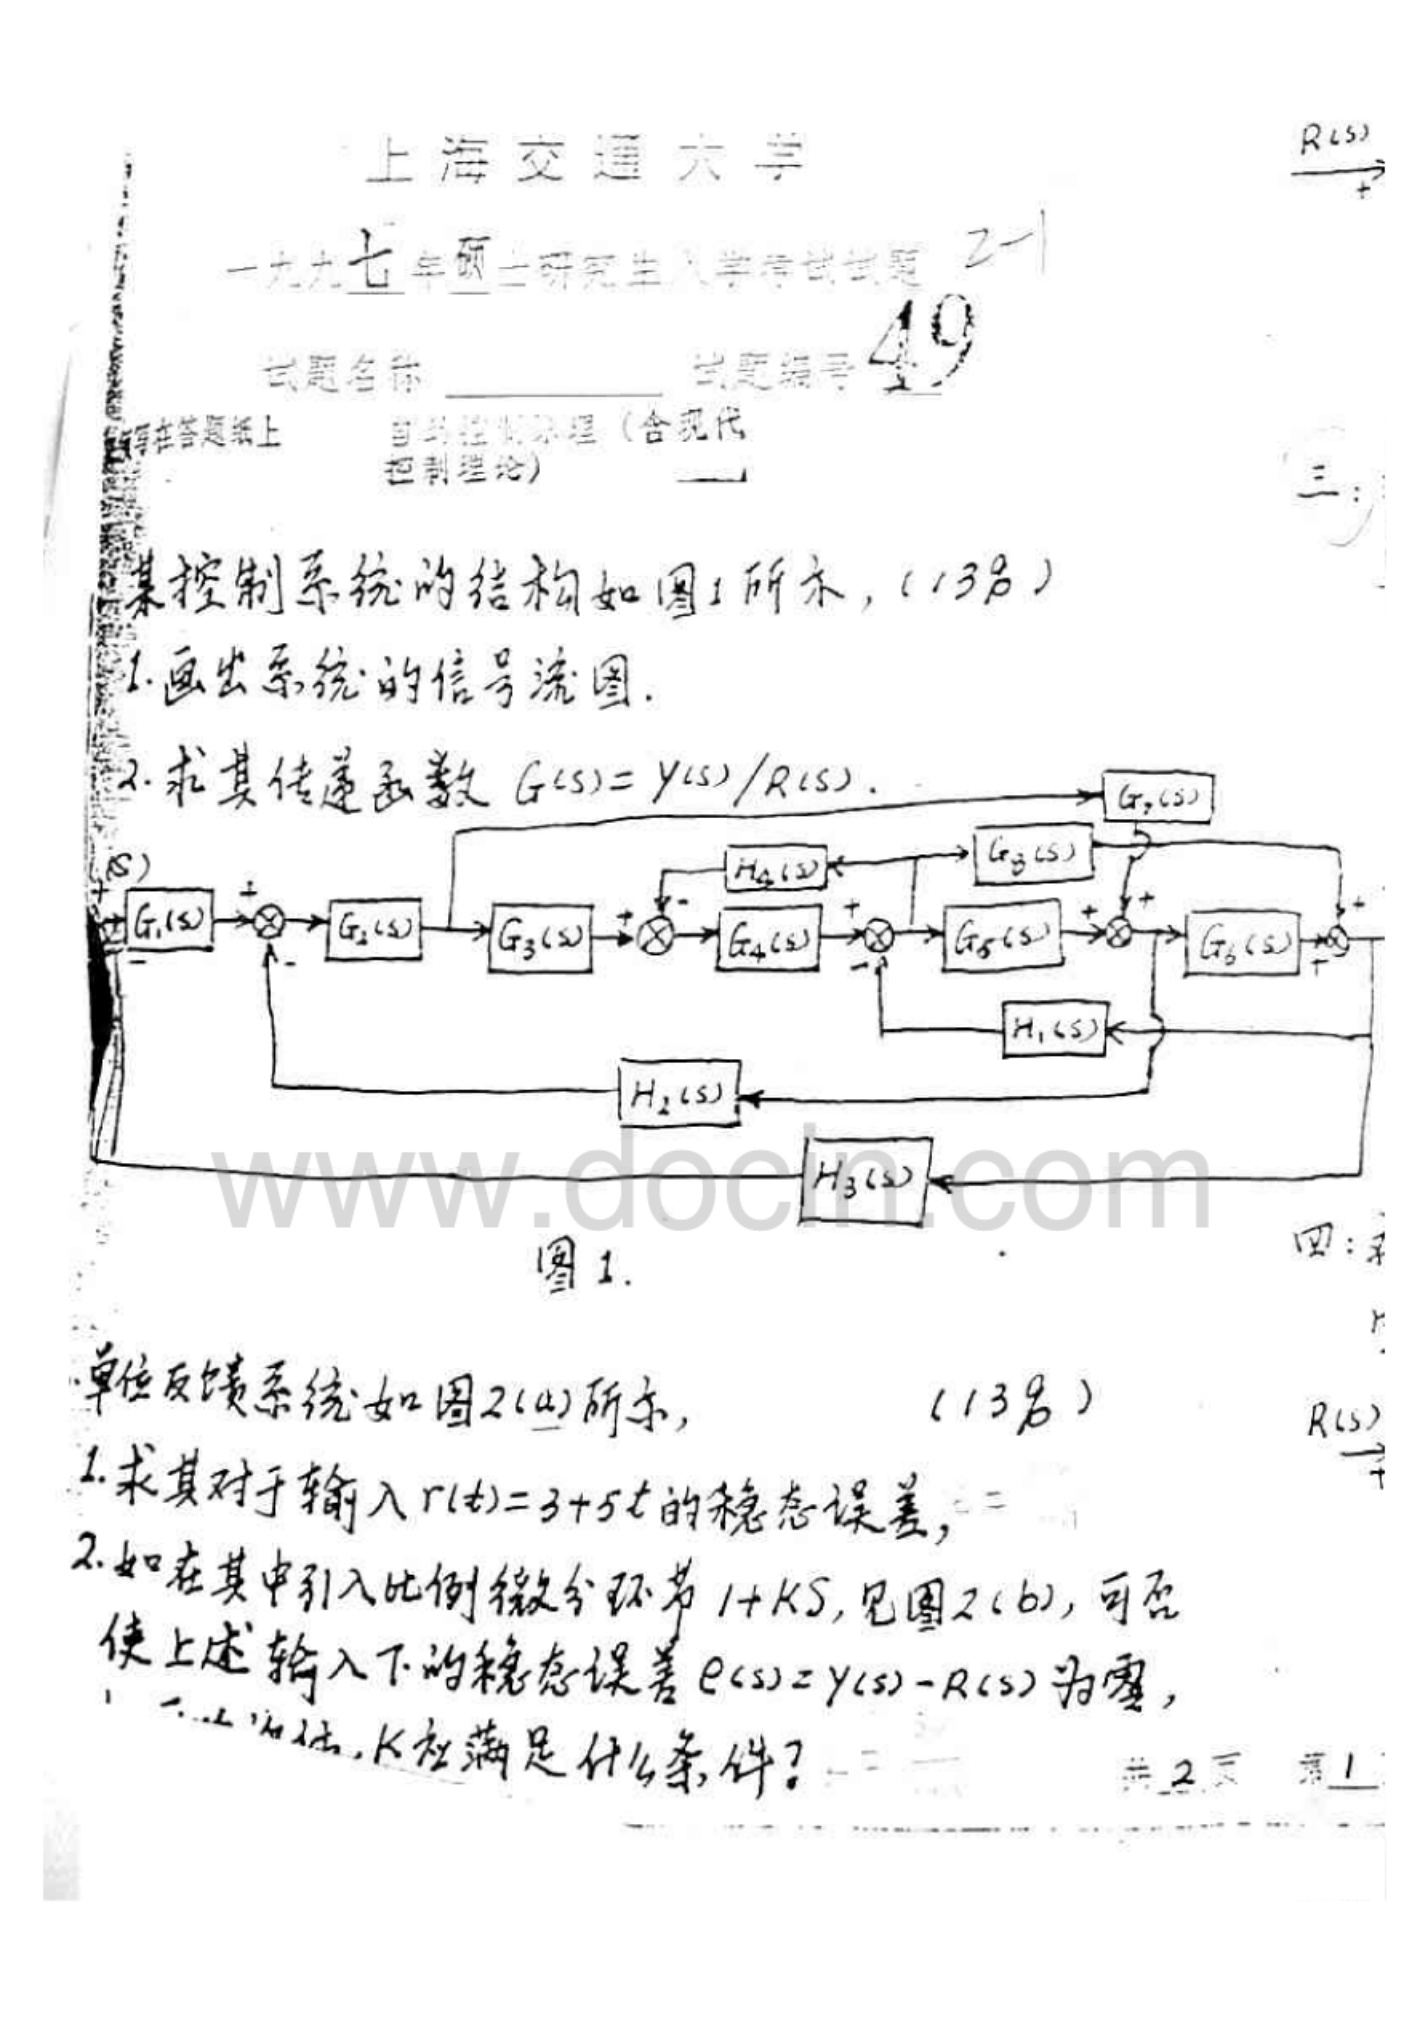 上海交通大学
R(S)
+
一九九七年硕士研究生入学考试试题
2-1
试题名称 试题编号 49
写在答题纸上
自动控制原理(含现代
控制理论)
三:
某控制系统的结构如图1所示,(13%)
1.画出系统的信号流图.
2.求其传递函数 G(S)=Y(S)/R(S).
G7(S)
(S)
H4(S)
G8(S)
G1(S) G2(S) G3(S) G4(S) G5(S) G6(S)
H1(S)
H2(S)
H3(S)
www.docin.com
图1.
四:
单位反馈系统如图2(a)所示, (13%)
R(S)
+
1.求其对于输入r(t)=3+5t的稳态误差,
2.如在其中引入比例微分环节1+KS,见图2(b),可否
使上述输入下的稳态误差e(s)=Y(s)-R(s)为零,
K应满足什么条件?
共2页 第1